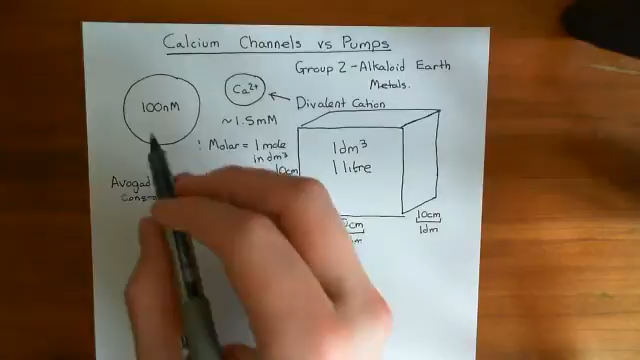 Calcium Channels vs Pumps
Group 2 - Alkaloid Earth
Metals.
100nM
Ca²⁺
Divalent Cation
~1.5mM
1 Molar = 1 mole
in dm³
10cm
1dm³
1 litre
10cm
1dm